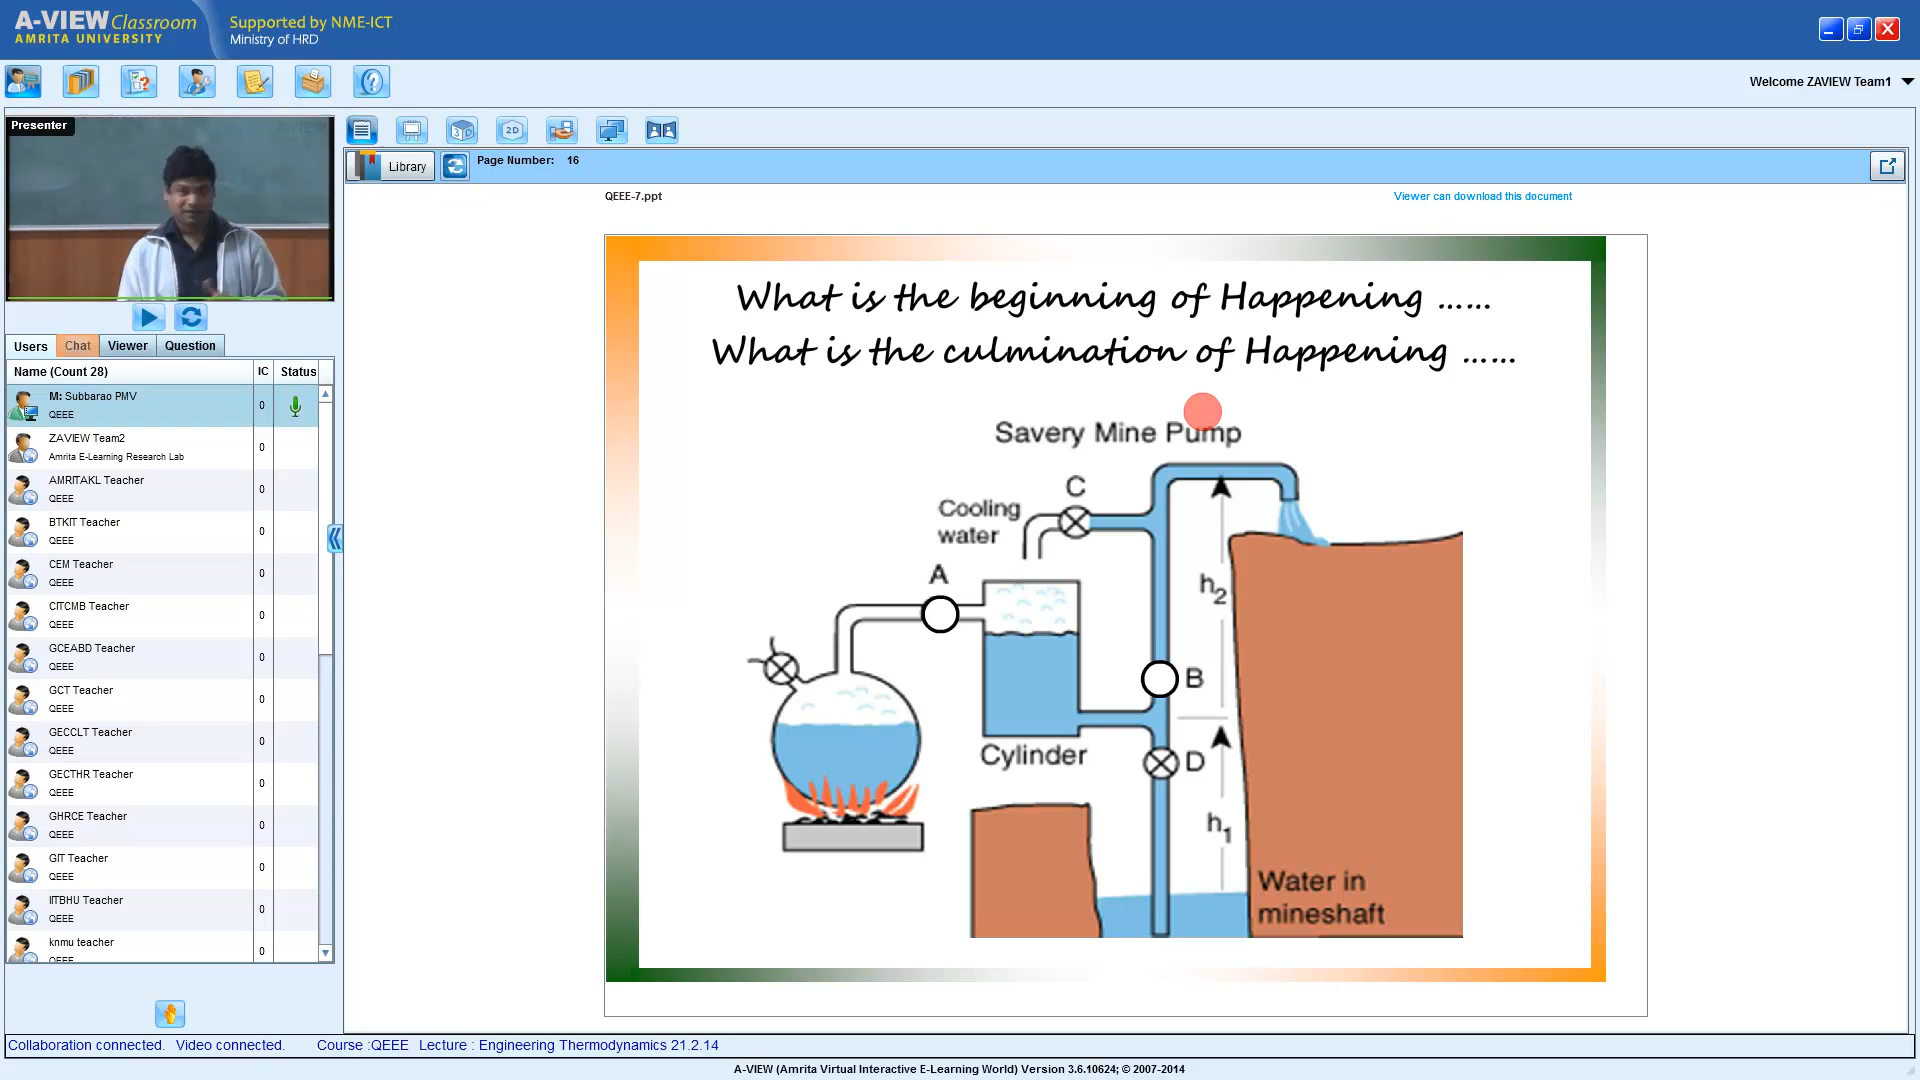 A-VIEW Classroom
AMRITA UNIVERSITY
Supported by NME-ICT
Ministry of HRD
Welcome ZAVIEW Team1
Presenter
Library
Page Number: 16
QEEE-7.ppt
Viewer can download this document
Users
Chat
Viewer
Question
Name (Count 28)
IC
Status
M: Subbarao PMV
QEEE
0
ZAVIEW Team2
Amrita E-Learning Research Lab
0
AMRITAKL Teacher
QEEE
0
BTKIT Teacher
QEEE
0
CEM Teacher
QEEE
0
CITCMB Teacher
QEEE
0
GCEABD Teacher
QEEE
0
GCT Teacher
QEEE
0
GECCLT Teacher
QEEE
0
GECTHR Teacher
QEEE
0
GHRCE Teacher
QEEE
0
GIT Teacher
QEEE
0
IITBHU Teacher
QEEE
0
knmu teacher
QEEE
0
What is the beginning of Happening ......
What is the culmination of Happening ......
Savery Mine Pump
C
Cooling
water
A
h2
B
Cylinder
D
h1
Water in
mineshaft
Collaboration connected. Video connected. Course :QEEE Lecture : Engineering Thermodynamics 21.2.14
A-VIEW (Amrita Virtual Interactive E-Learning World) Version 3.6.10624; © 2007-2014